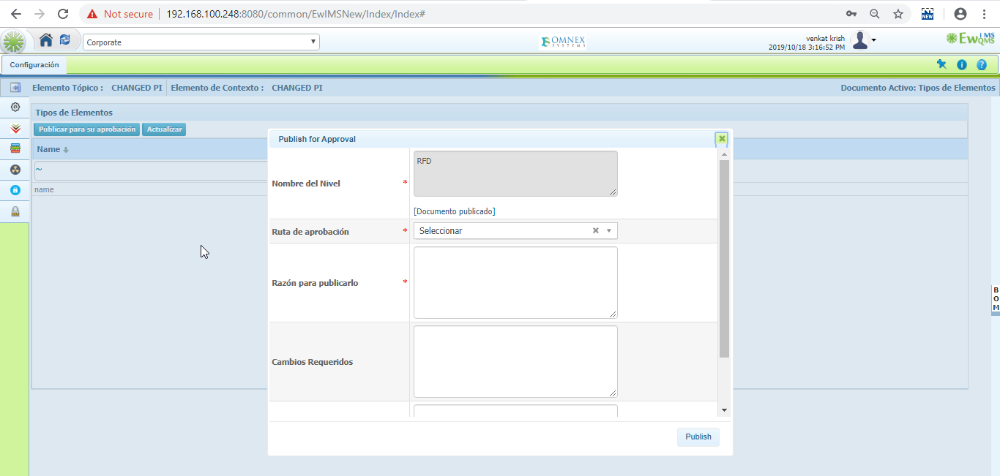 Not secure
192.168.100.248:8080/common/EwIMSNew/Index/Index#
NEW
Corporate
OMNEX
SYSTEMS
venkat krish
2019/10/18 3:16:52 PM
EwIMS
QMS
Configuración
Elemento Tópico : CHANGED PI
Elemento de Contexto : CHANGED PI
Documento Activo: Tipos de Elementos
Tipos de Elementos
Publicar para su aprobación
Actualizar
Name
~
name
Publish for Approval
Nombre del Nivel *
RFD
[Documento publicado]
Ruta de aprobación *
Seleccionar
Razón para publicarlo *
Cambios Requeridos
Publish
B
O
M